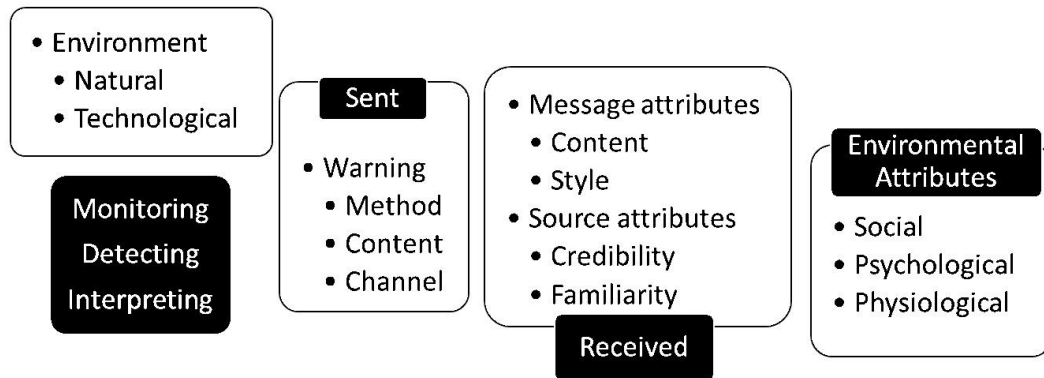 • Environment
• Natural
• Technological
Monitoring
Detecting
Interpreting
Sent
• Warning
• Method
• Content
• Channel
• Message attributes
• Content
• Style
• Source attributes
• Credibility
• Familiarity
Received
Environmental
Attributes
• Social
• Psychological
• Physiological